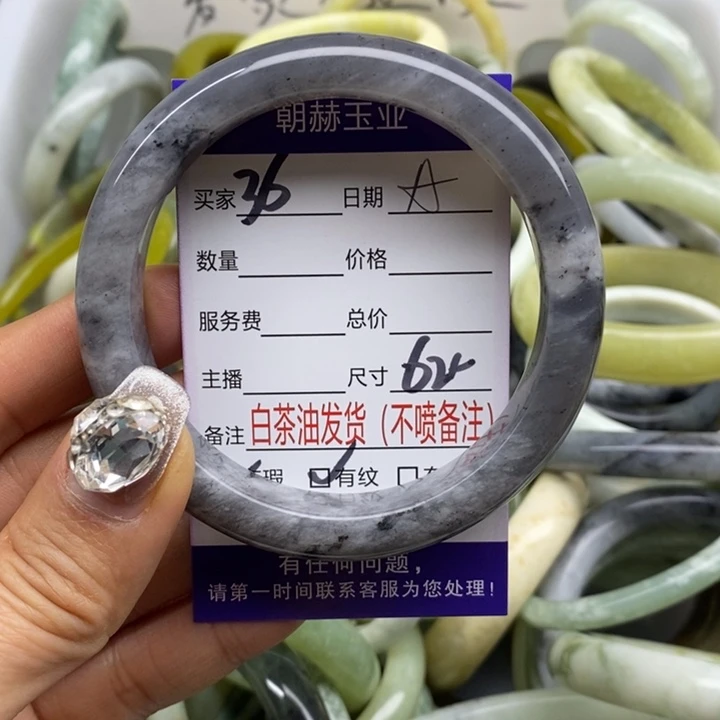 朝赫玉业
买家 36 日期 A
数量 价格
服务费 总价
主播 尺寸 62
备注 白茶油发货（不喷备注）
瑕 有纹
有任何问题，
请第一时间联系客服为您处理！